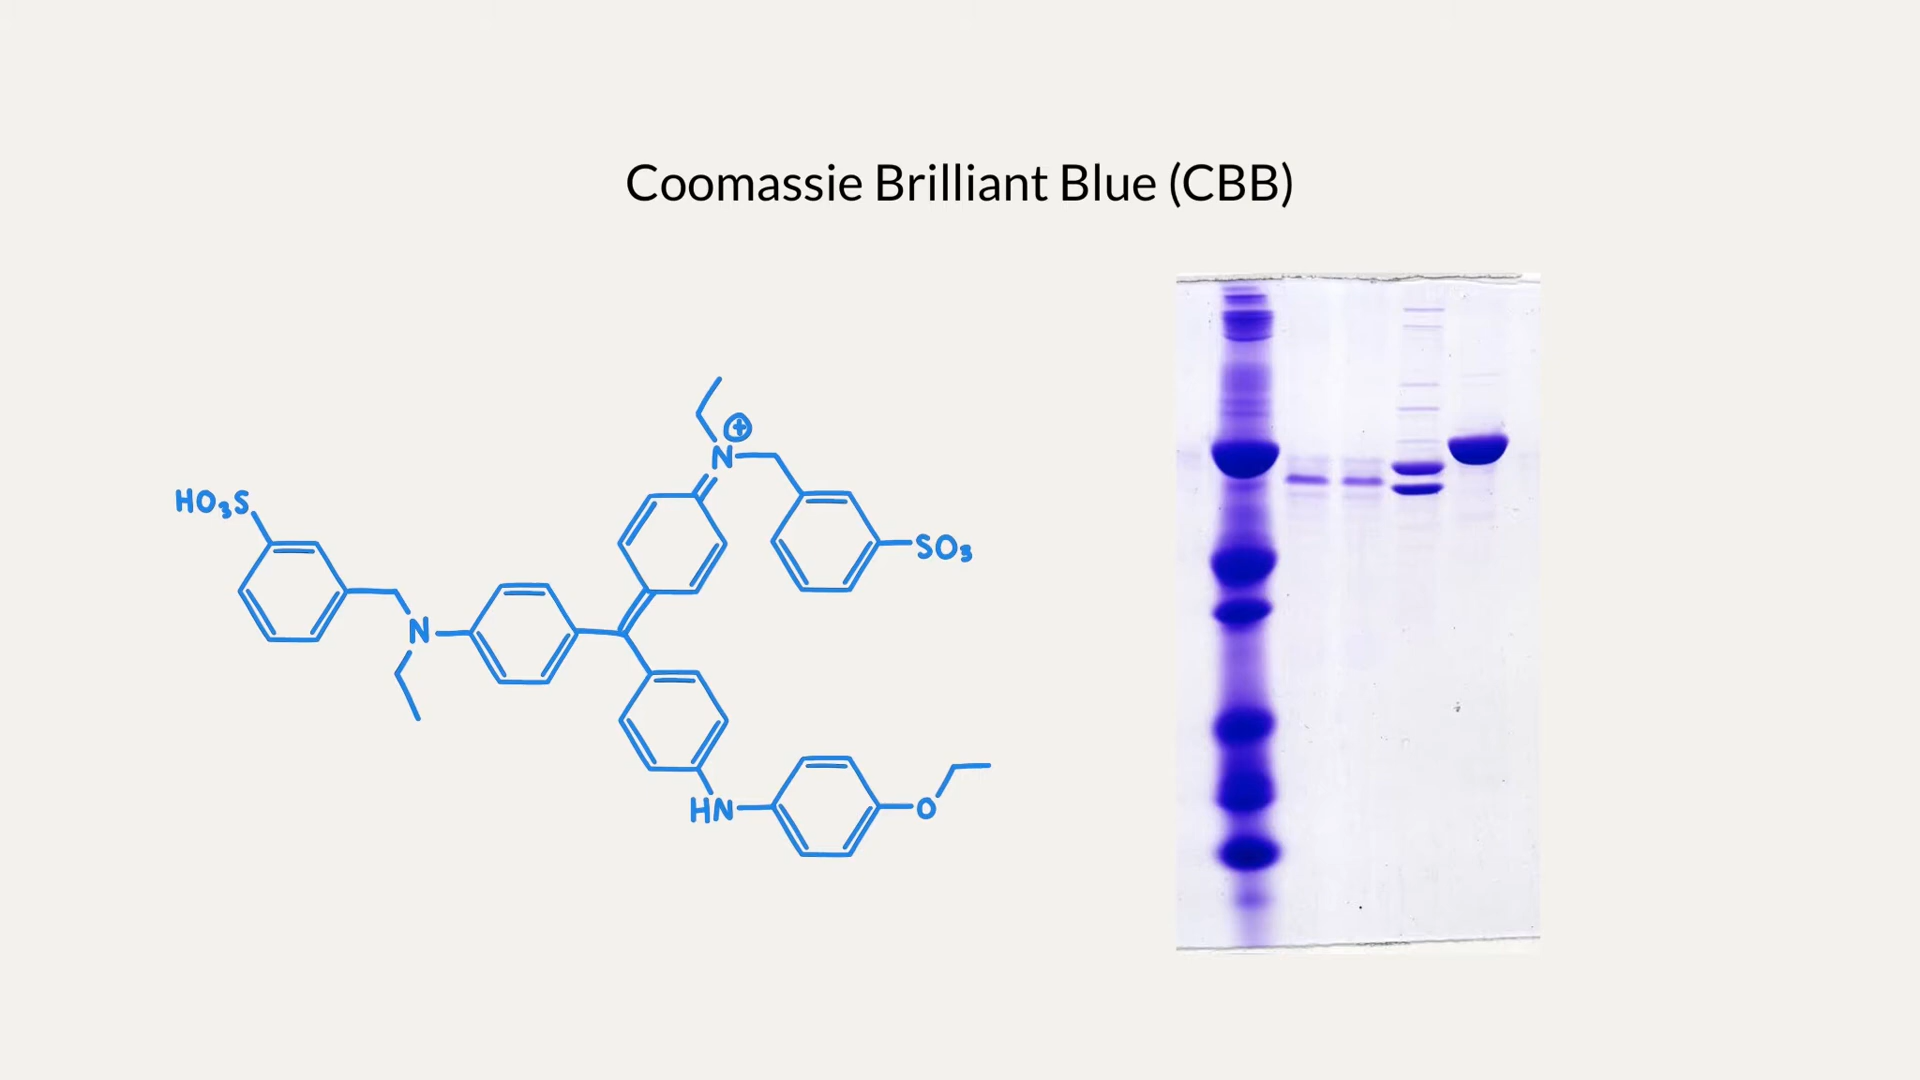 Coomassie Brilliant Blue (CBB)
+
N
HO₃S
SO₃
N
HN
O